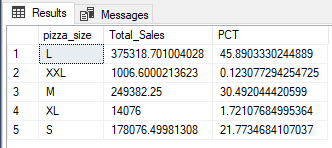 Results Messages
pizza_size Total_Sales PCT
1 L 375318.701004028 45.8903330244889
2 XXL 1006.6000213623 0.123077294254725
3 M 249382.25 30.492044420599
4 XL 14076 1.72107684995364
5 S 178076.49981308 21.7734684107037